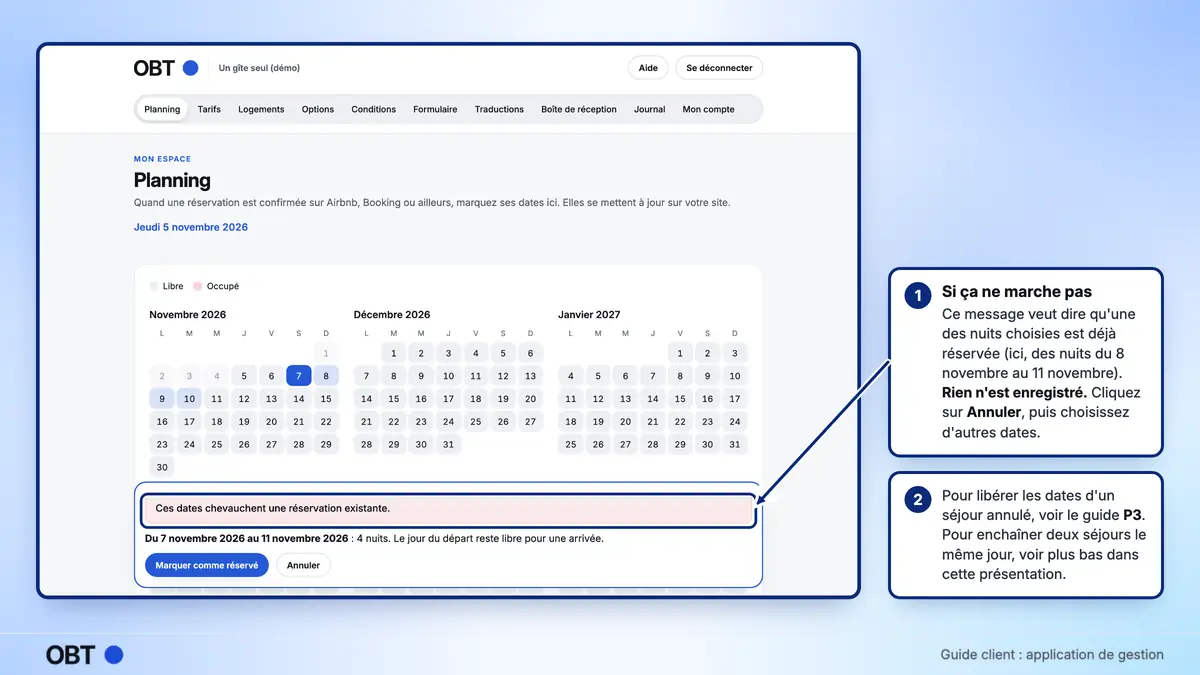 OBT
Un gîte seul (démo)
Aide
Se déconnecter
Planning Tarifs Logements Options Conditions Formulaire Traductions Boîte de réception Journal Mon compte
MON ESPACE
Planning
Quand une réservation est confirmée sur Airbnb, Booking ou ailleurs, marquez ses dates ici. Elles se mettent à jour sur votre site.
Jeudi 5 novembre 2026
Libre Occupé
Novembre 2026
L M M J V S D
1
2 3 4 5 6 7 8
9 10 11 12 13 14 15
16 17 18 19 20 21 22
23 24 25 26 27 28 29
30
Décembre 2026
L M M J V S D
1 2 3 4 5 6
7 8 9 10 11 12 13
14 15 16 17 18 19 20
21 22 23 24 25 26 27
28 29 30 31
Janvier 2027
L M M J V S D
1 2 3
4 5 6 7 8 9 10
11 12 13 14 15 16 17
18 19 20 21 22 23 24
25 26 27 28 29 30 31
Ces dates chevauchent une réservation existante.
Du 7 novembre 2026 au 11 novembre 2026 : 4 nuits. Le jour du départ reste libre pour une arrivée.
Marquer comme réservé
Annuler
1
Si ça ne marche pas
Ce message veut dire qu'une
des nuits choisies est déjà
réservée (ici, des nuits du 8
novembre au 11 novembre).
Rien n'est enregistré. Cliquez
sur Annuler, puis choisissez
d'autres dates.
2
Pour libérer les dates d'un
séjour annulé, voir le guide P3.
Pour enchaîner deux séjours le
même jour, voir plus bas dans
cette présentation.
OBT
Guide client : application de gestion